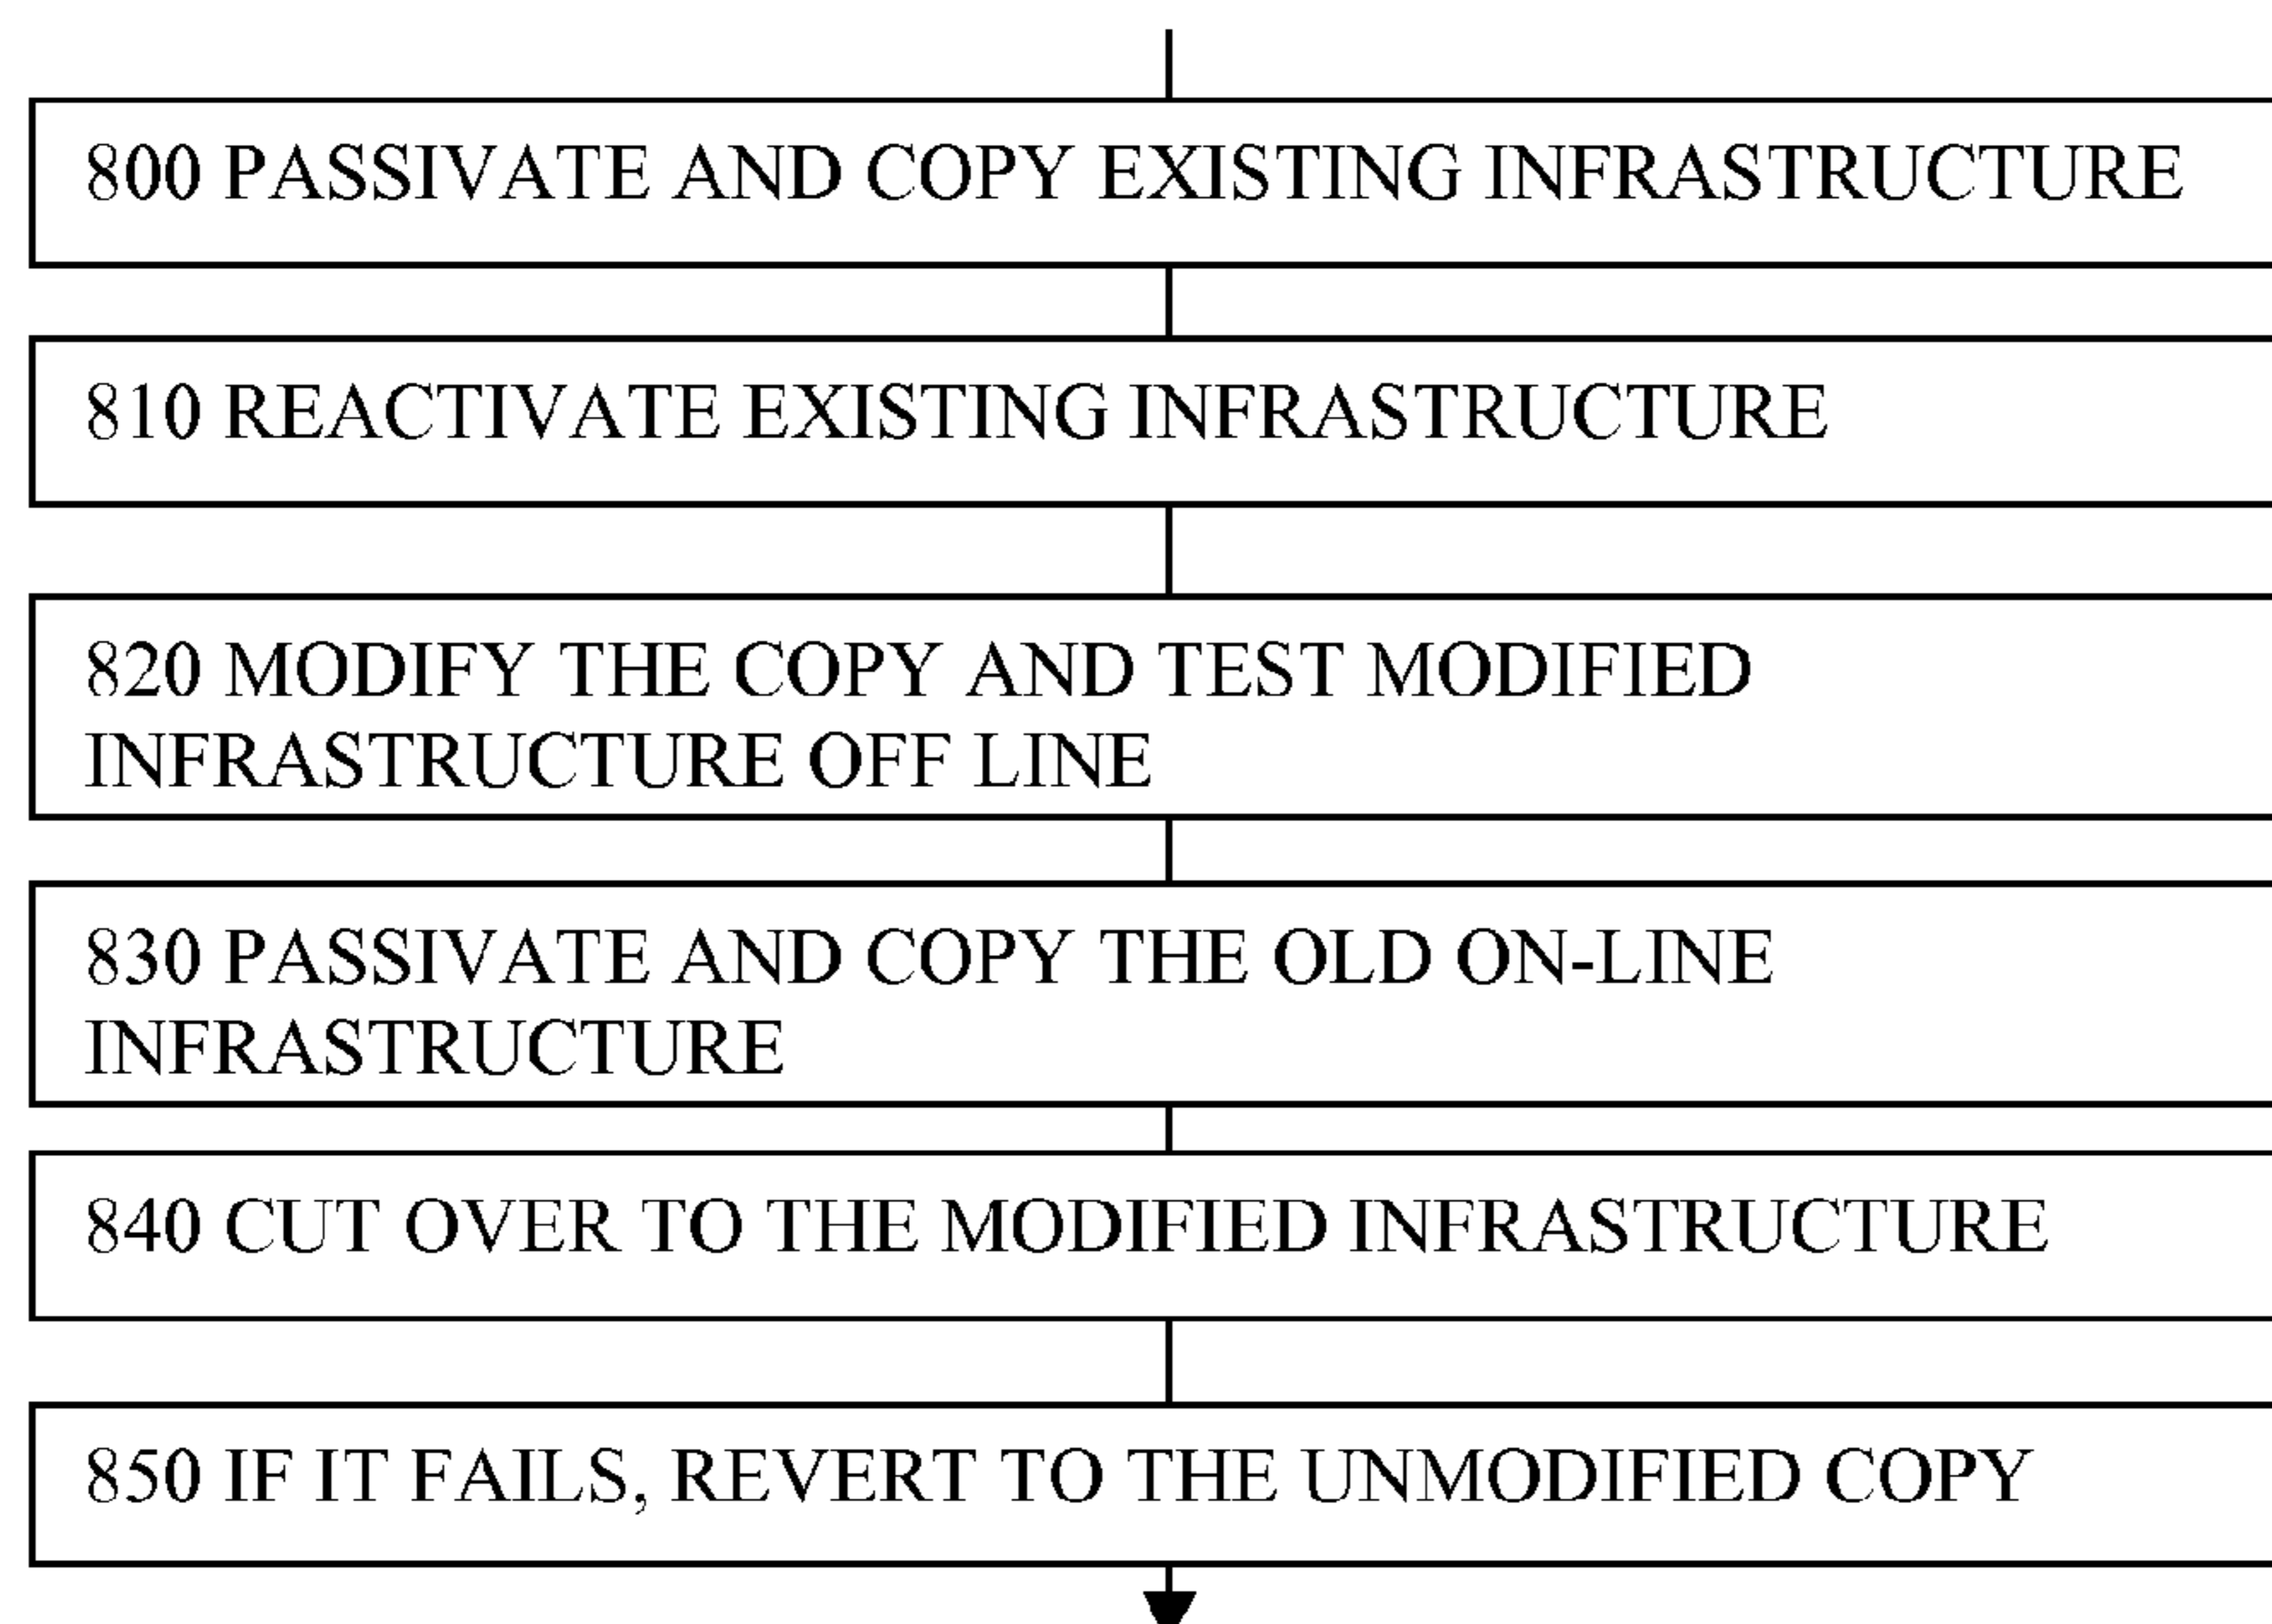 800 PASSIVATE AND COPY EXISTING INFRASTRUCTURE
810 REACTIVATE EXISTING INFRASTRUCTURE
820 MODIFY THE COPY AND TEST MODIFIED
INFRASTRUCTURE OFF LINE
830 PASSIVATE AND COPY THE OLD ON-LINE
INFRASTRUCTURE
840 CUT OVER TO THE MODIFIED INFRASTRUCTURE
850 IF IT FAILS, REVERT TO THE UNMODIFIED COPY